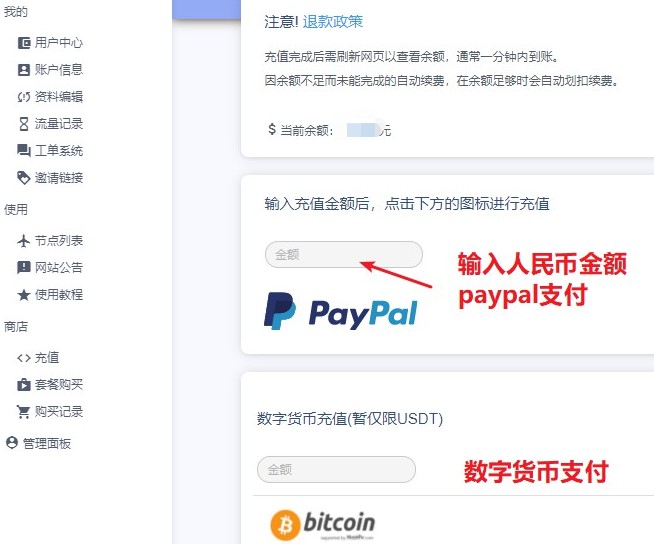 我的
用户中心
账户信息
资料编辑
流量记录
工单系统
邀请链接
使用
节点列表
网站公告
使用教程
商店
充值
套餐购买
购买记录
管理面板
注意! 退款政策
充值完成后需刷新网页以查看余额，通常一分钟内到账。
因余额不足而未能完成的自动续费，在余额足够时会自动划扣续费。
$ 当前余额： 元
输入充值金额后，点击下方的图标进行充值
金额
PayPal
输入人民币金额
paypal支付
数字货币充值(暂仅限USDT)
金额
数字货币支付
bitcoin